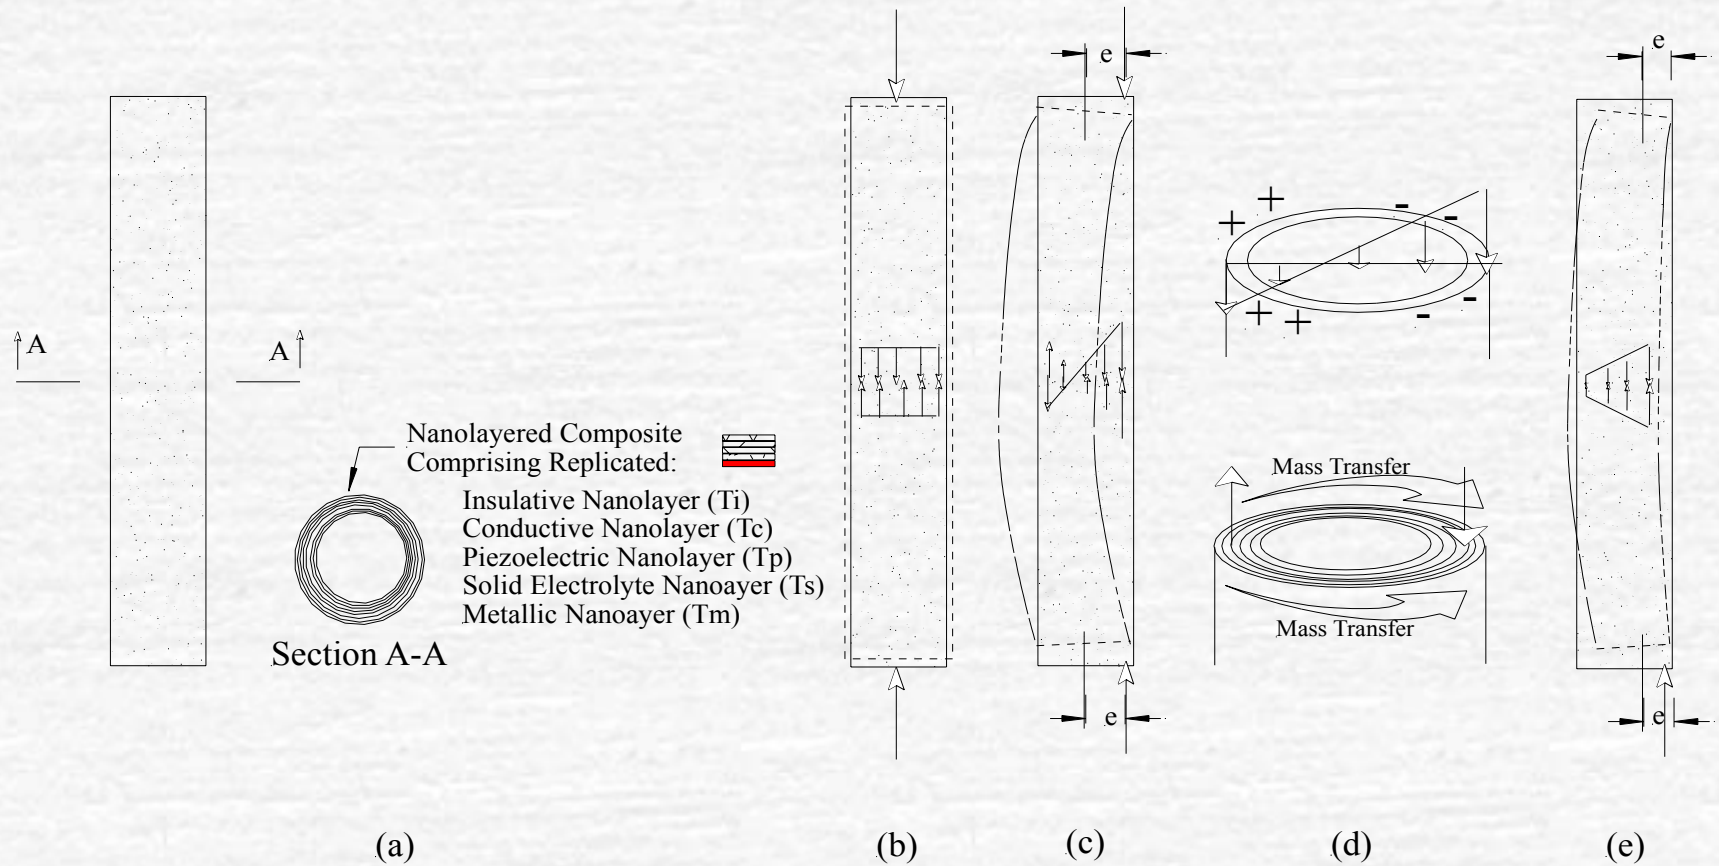 A
A
Nanolayered Composite
Comprising Replicated:
Insulative Nanolayer (Ti)
Conductive Nanolayer (Tc)
Piezoelectric Nanolayer (Tp)
Solid Electrolyte Nanoayer (Ts)
Metallic Nanoayer (Tm)
Section A-A
e
e
+ + - -
+ + - -
Mass Transfer
Mass Transfer
e
e
(a) (b) (c) (d) (e)